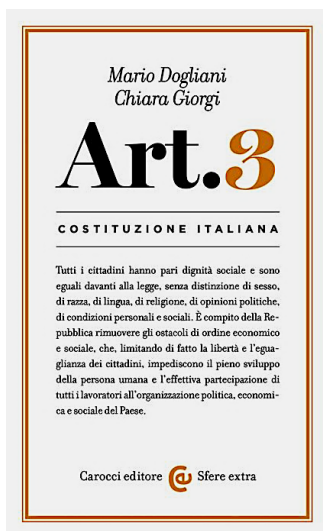 Mario Dogliani
Chiara Giorgi
Art.3
COSTITUZIONE ITALIANA
Tutti i cittadini hanno pari dignità sociale e sono
eguali davanti alla legge, senza distinzione di sesso,
di razza, di lingua, di religione, di opinioni politiche,
di condizioni personali e sociali. È compito della Re-
pubblica rimuovere gli ostacoli di ordine economico
e sociale, che, limitando di fatto la libertà e l'egua-
glianza dei cittadini, impediscono il pieno sviluppo
della persona umana e l'effettiva partecipazione di
tutti i lavoratori all'organizzazione politica, economi-
ca e sociale del Paese.
Carocci editore Sfere extra